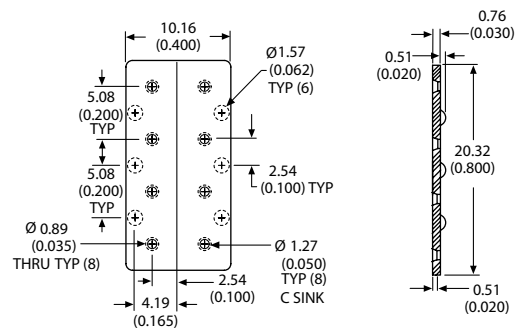 10.16
(0.400)
Ø1.57
(0.062)
TYP (6)
5.08
(0.200)
TYP
5.08
(0.200)
TYP
2.54
(0.100) TYP
Ø 0.89
(0.035)
THRU TYP (8)
Ø 1.27
(0.050)
TYP (8)
C SINK
2.54
(0.100)
4.19
(0.165)
0.76
(0.030)
0.51
(0.020)
20.32
(0.800)
0.51
(0.020)